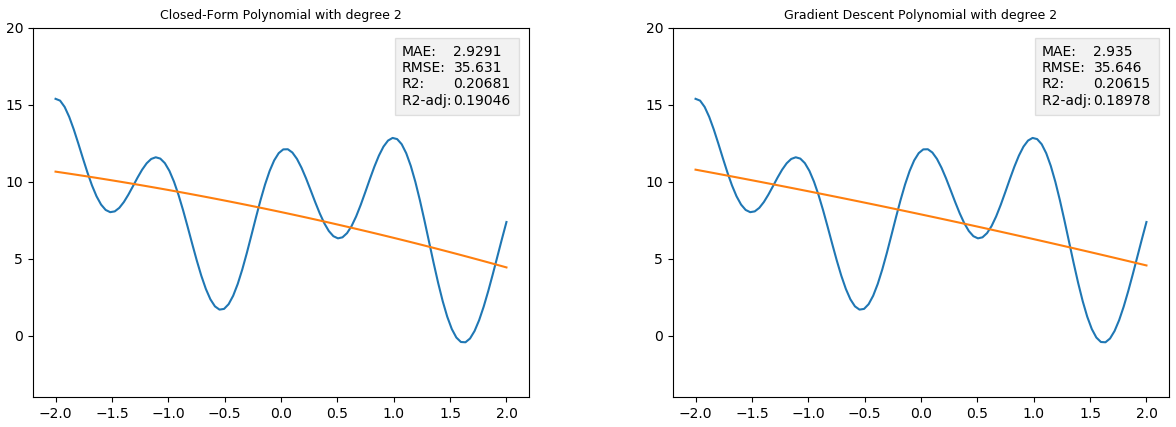 Closed-Form Polynomial with degree 2
20
15
10
5
0
−2.0 −1.5 −1.0 −0.5 0.0 0.5 1.0 1.5 2.0
MAE: 2.9291
RMSE: 35.631
R2: 0.20681
R2-adj: 0.19046
Gradient Descent Polynomial with degree 2
20
15
10
5
0
−2.0 −1.5 −1.0 −0.5 0.0 0.5 1.0 1.5 2.0
MAE: 2.935
RMSE: 35.646
R2: 0.20615
R2-adj: 0.18978